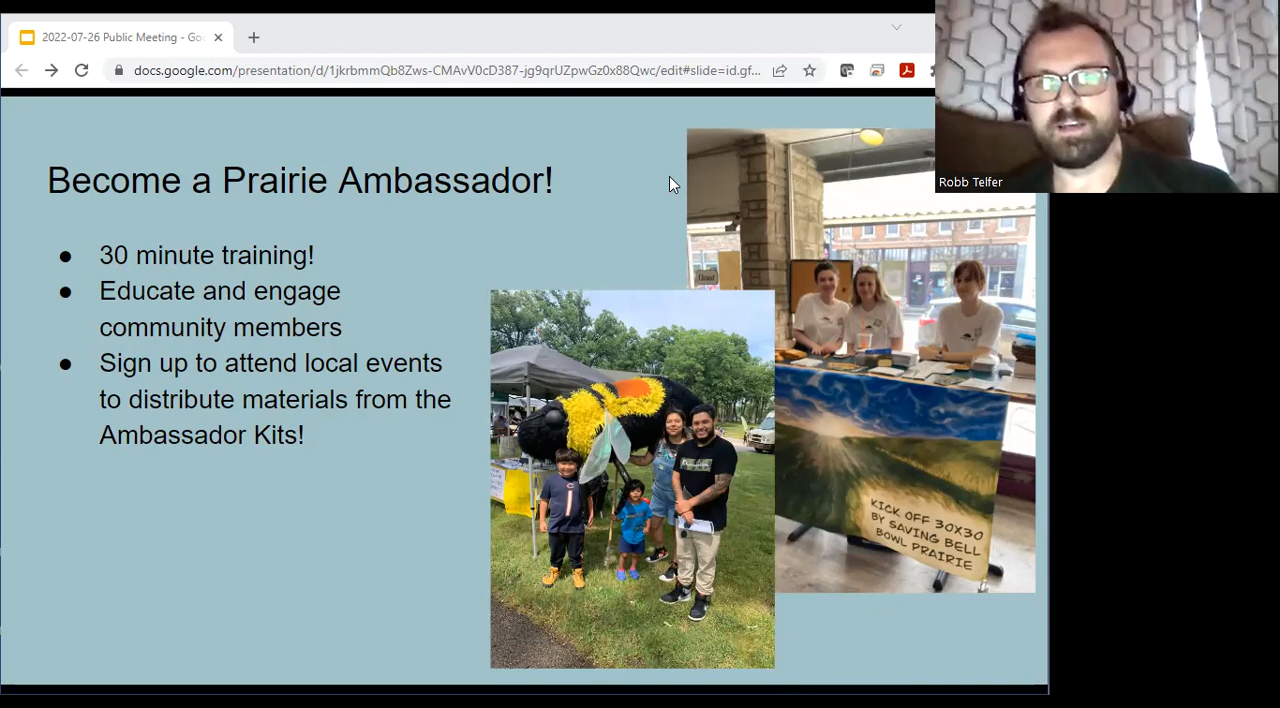 2022-07-26 Public Meeting - Go
docs.google.com/presentation/d/1jkrbmmQb8Zws-CMAvV0cD387-jg9qrUZpwGz0x88Qwc/edit#slide=id.gf...
Robb Telfer
Become a Prairie Ambassador!
● 30 minute training!
● Educate and engage
community members
● Sign up to attend local events
to distribute materials from the
Ambassador Kits!
KICK OFF 30X30
BY SAVING BELL
BOWL PRAIRIE